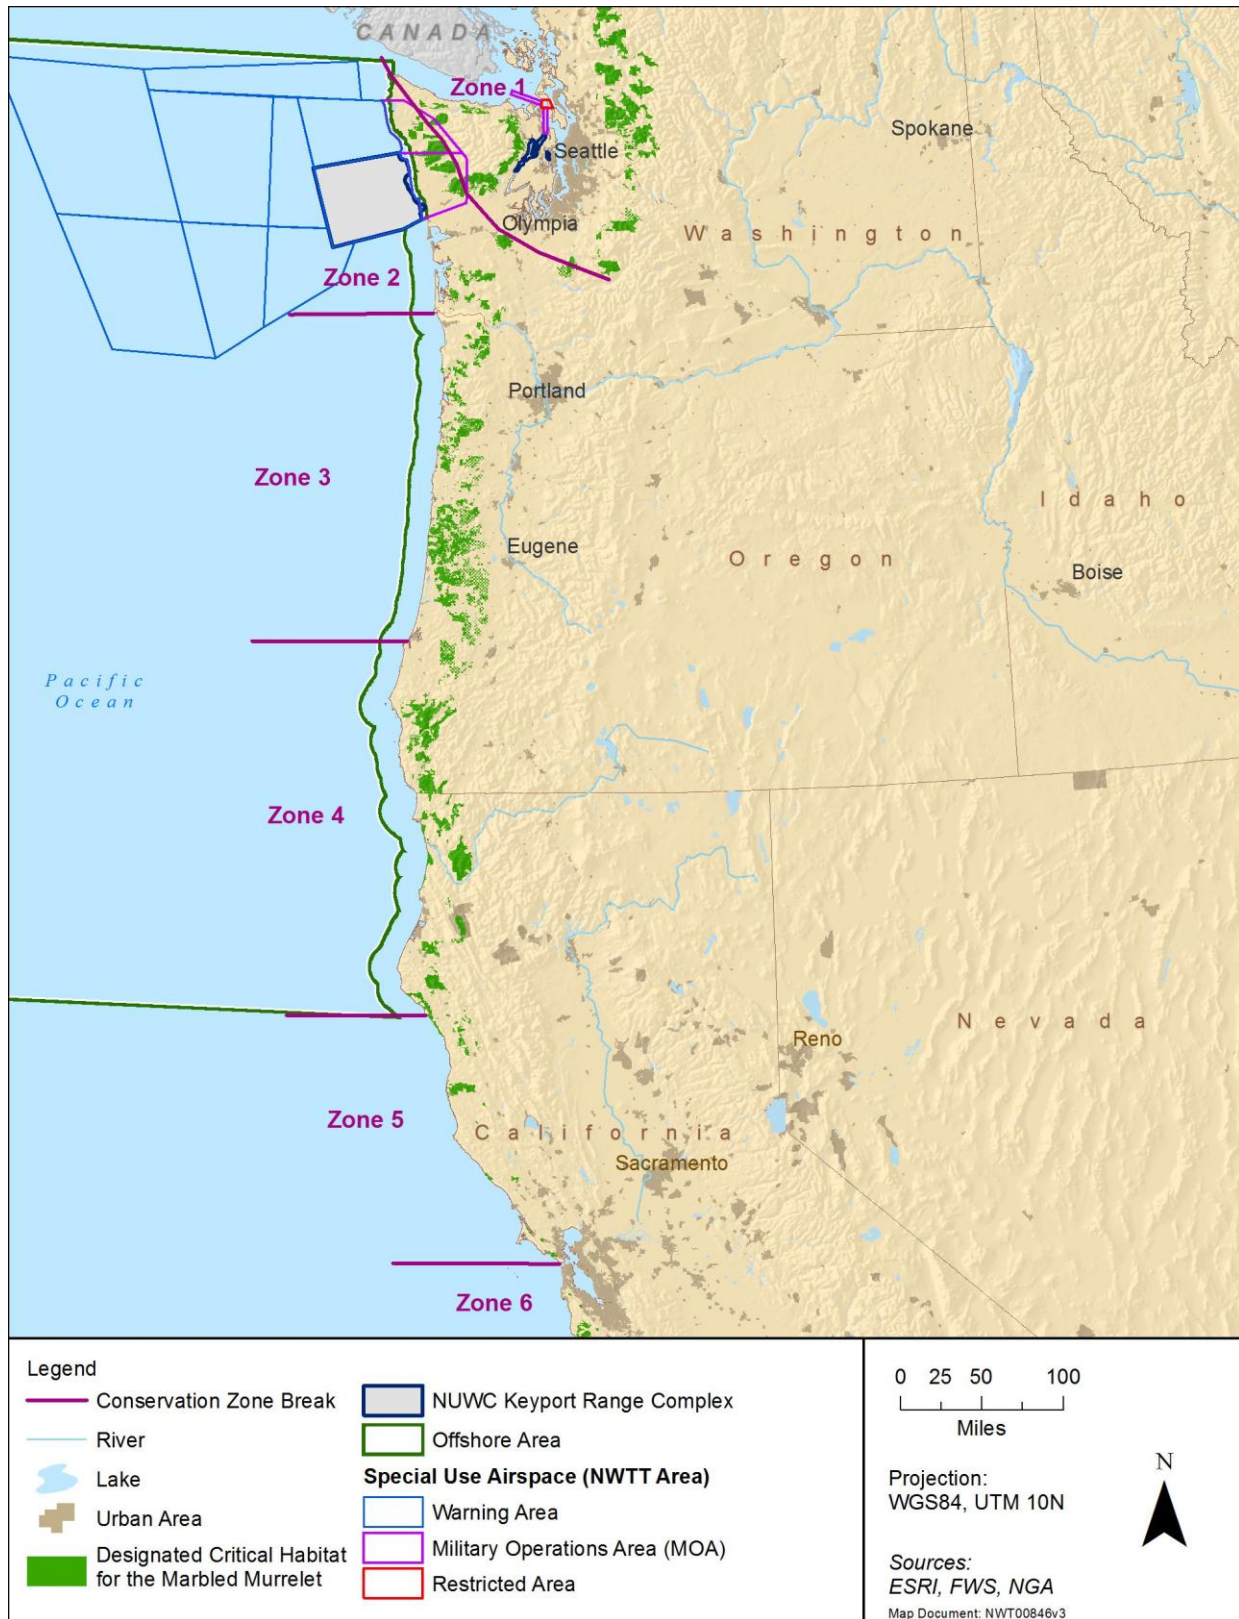 CANADA
Zone 1
Spokane
Seattle
Olympia
Washington
Zone 2
Portland
Zone 3
Idaho
Eugene
Oregon
Boise
Pacific
Ocean
Zone 4
Nevada
Reno
Zone 5
California
Sacramento
Zone 6
Legend
Conservation Zone Break
River
Lake
Urban Area
Designated Critical Habitat
for the Marbled Murrelet
NUWC Keyport Range Complex
Offshore Area
Special Use Airspace (NWTT Area)
Warning Area
Military Operations Area (MOA)
Restricted Area
0 25 50 100
Miles
N
Projection:
WGS84, UTM 10N
Sources:
ESRI, FWS, NGA
Map Document: NWT00846v3